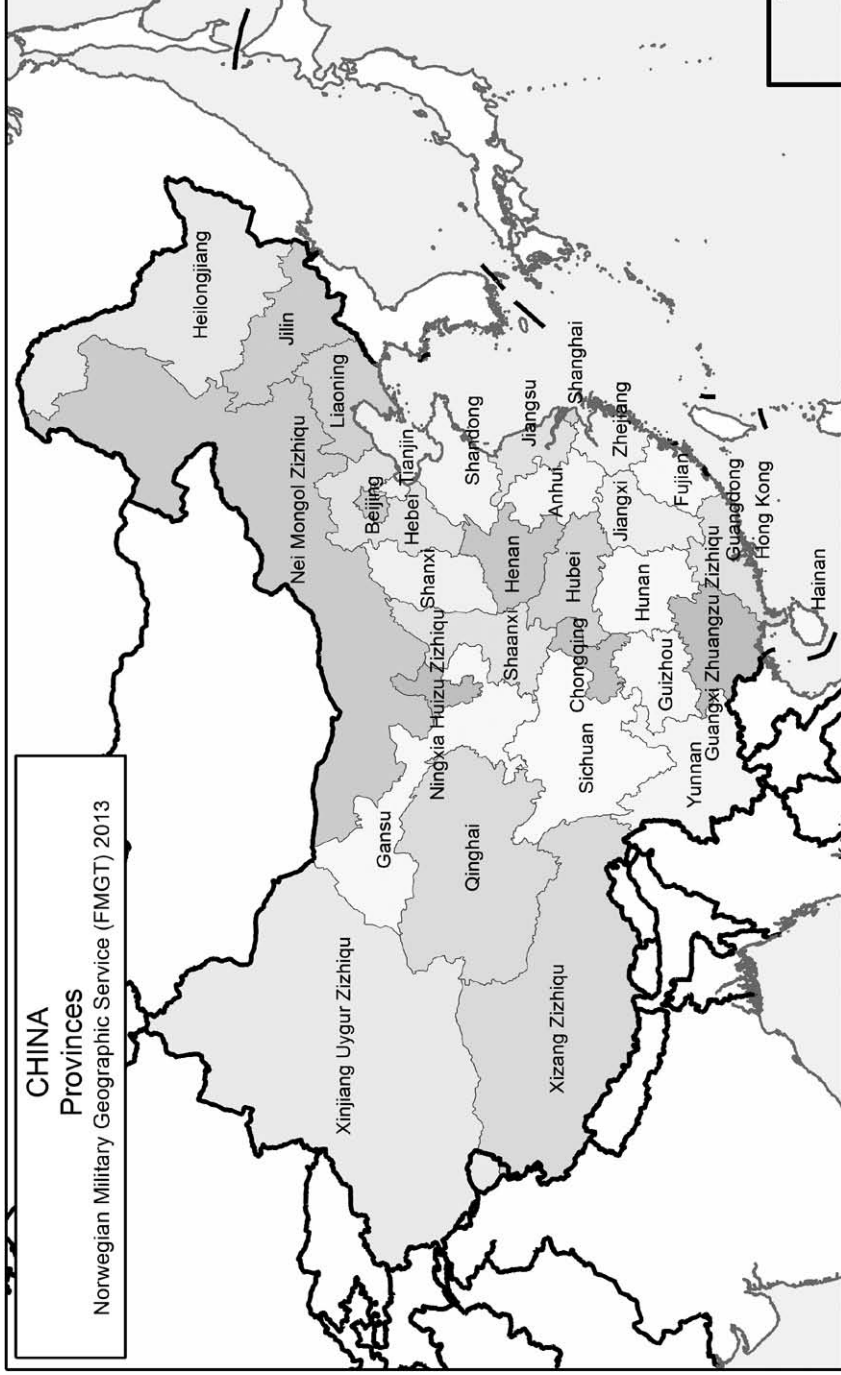 CHINA
Provinces
Norwegian Military Geographic Service (FMGT) 2013
Heilongjiang
Jilin
Liaoning
Nei Mongol Zizhiqu
Beijing
Tianjin
Hebei
Shandong
Shanxi
Ningxia Huizu Zizhiqu
Gansu
Xinjiang Uygur Zizhiqu
Qinghai
Shaanxi
Henan
Jiangsu
Anhui
Shanghai
Hubei
Chongqing
Sichuan
Xizang Zizhiqu
Zhejiang
Jiangxi
Hunan
Guizhou
Fujian
Yunnan
Guangxi Zhuangzu Zizhiqu
Guangdong
Hong Kong
Hainan